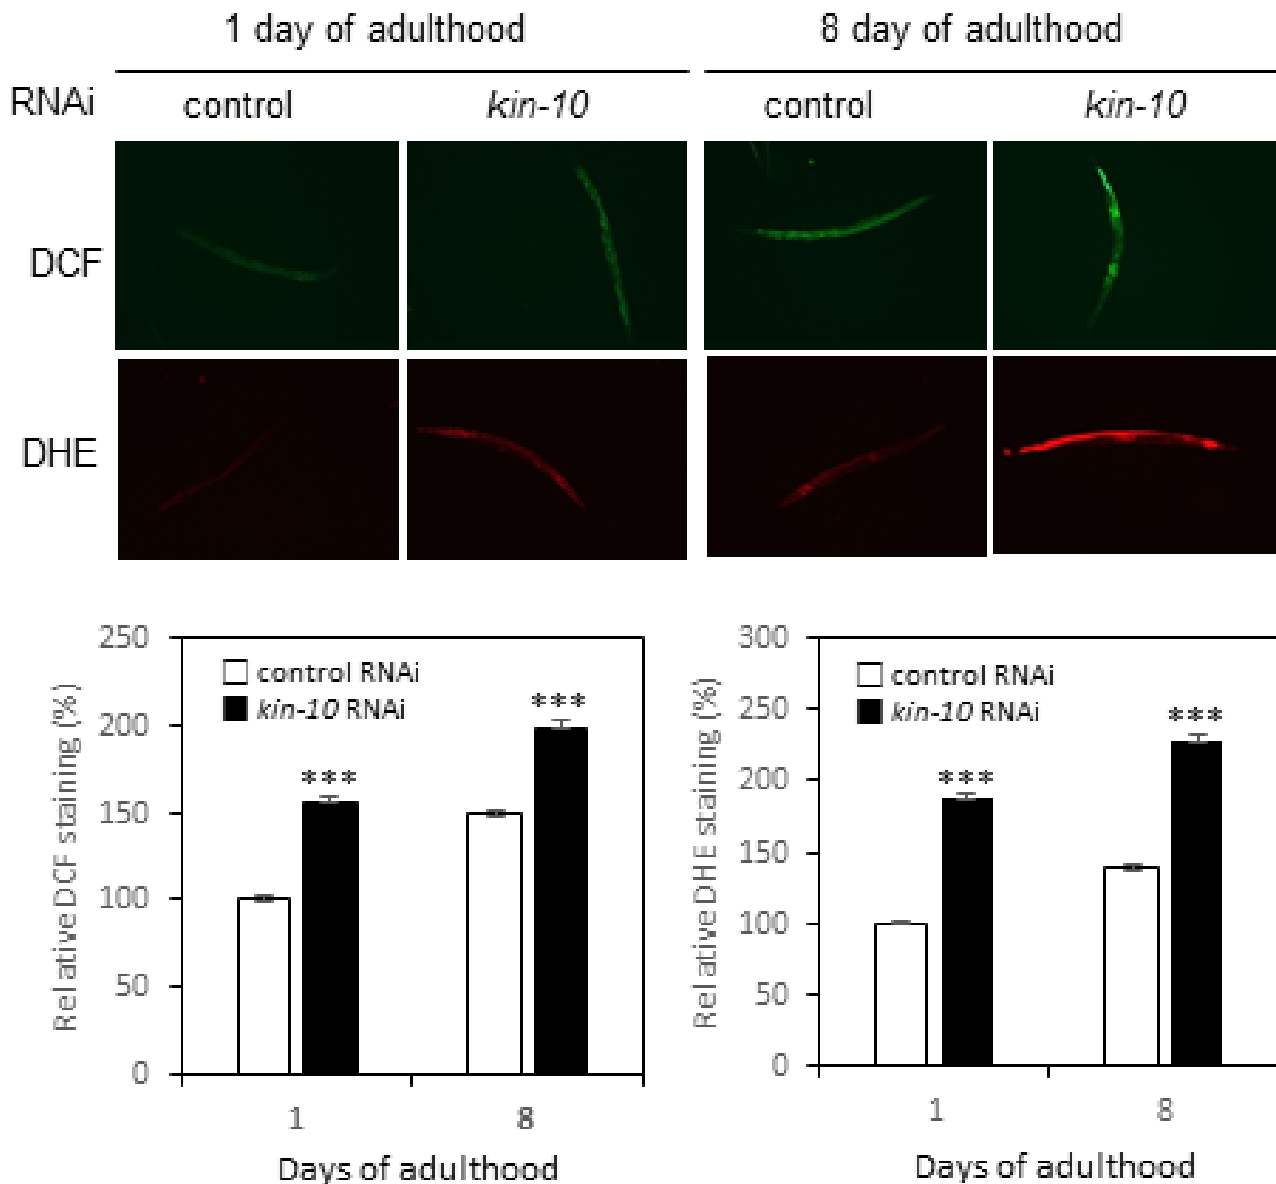 1 day of adulthood 8 day of adulthood
RNAi control kin-10 control kin-10
DCF
DHE
250
200
150
100
50
0
Relative DCF staining (%)
control RNAi
kin-10 RNAi
***
***
1 8
Days of adulthood
300
250
200
150
100
50
0
Relative DHE staining (%)
control RNAi
kin-10 RNAi
***
***
1 8
Days of adulthood